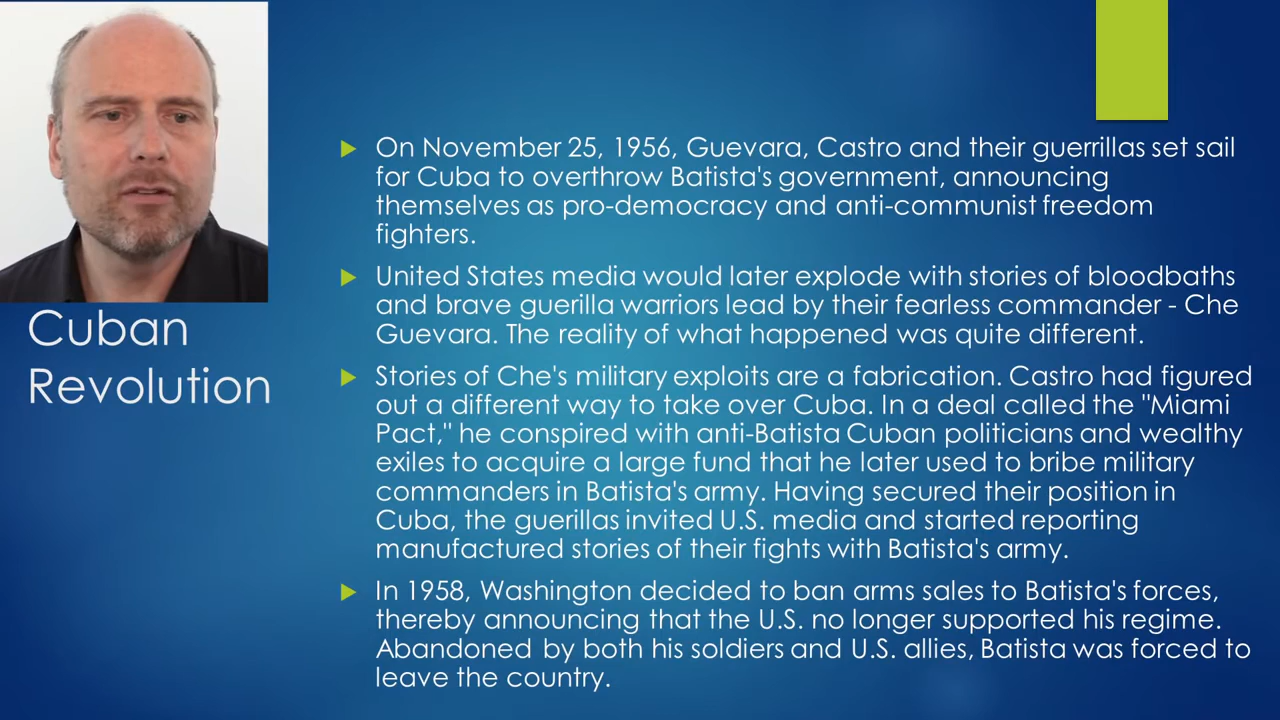 Cuban
Revolution
On November 25, 1956, Guevara, Castro and their guerrillas set sail
for Cuba to overthrow Batista's government, announcing
themselves as pro-democracy and anti-communist freedom
fighters.
United States media would later explode with stories of bloodbaths
and brave guerilla warriors lead by their fearless commander - Che
Guevara. The reality of what happened was quite different.
Stories of Che's military exploits are a fabrication. Castro had figured
out a different way to take over Cuba. In a deal called the "Miami
Pact," he conspired with anti-Batista Cuban politicians and wealthy
exiles to acquire a large fund that he later used to bribe military
commanders in Batista's army. Having secured their position in
Cuba, the guerillas invited U.S. media and started reporting
manufactured stories of their fights with Batista's army.
In 1958, Washington decided to ban arms sales to Batista's forces,
thereby announcing that the U.S. no longer supported his regime.
Abandoned by both his soldiers and U.S. allies, Batista was forced to
leave the country.